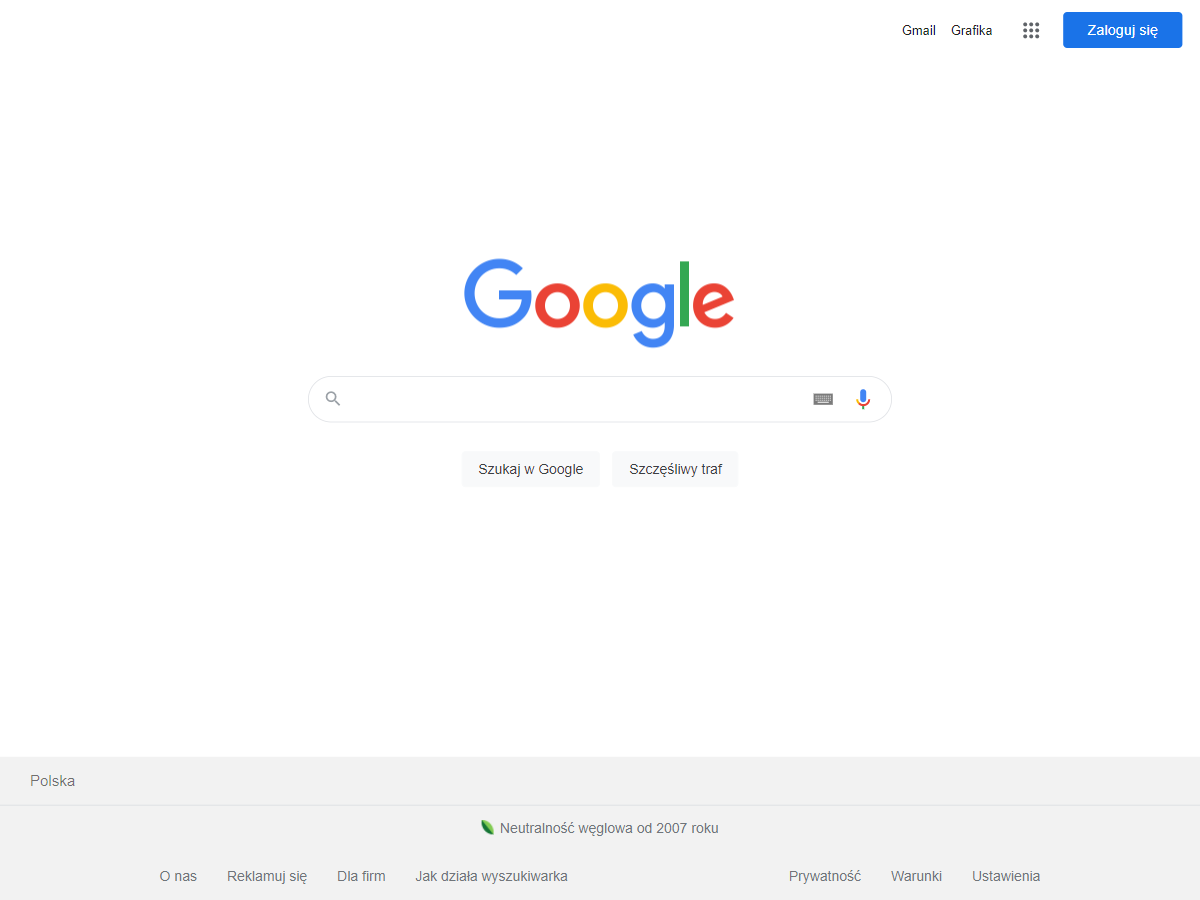 Gmail Grafika Zaloguj się
Google
Szukaj w Google Szczęśliwy traf
Polska
Neutralność węglowa od 2007 roku
O nas Reklamuj się Dla firm Jak działa wyszukiwarka Prywatność Warunki Ustawienia